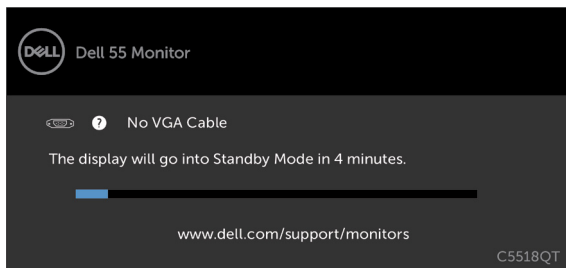 DELL
Dell 55 Monitor
? No VGA Cable
The display will go into Standby Mode in 4 minutes.
www.dell.com/support/monitors
C5518QT